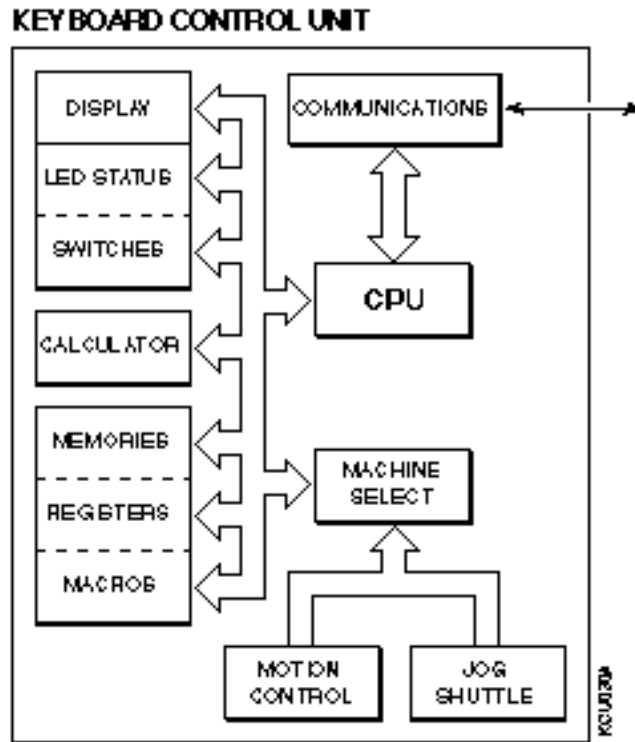 KEYBOARD CONTROL UNIT
DISPLAY
LED STATUS
SWITCHES
CALCULATOR
MEMORIES
REGISTERS
MACROS
COMMUNICATIONS
CPU
MACHINE
SELECT
MOTION
CONTROL
JOG
SHUTTLE